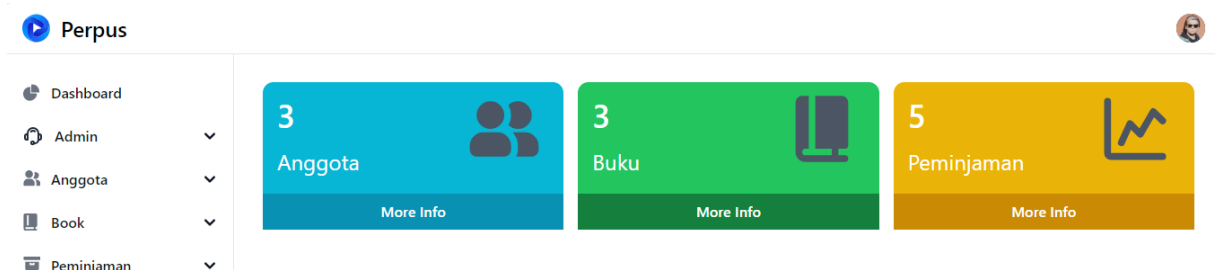 Perpus
Dashboard
Admin
Anggota
Book
Peminjaman
3
Anggota
More Info
3
Buku
More Info
5
Peminjaman
More Info